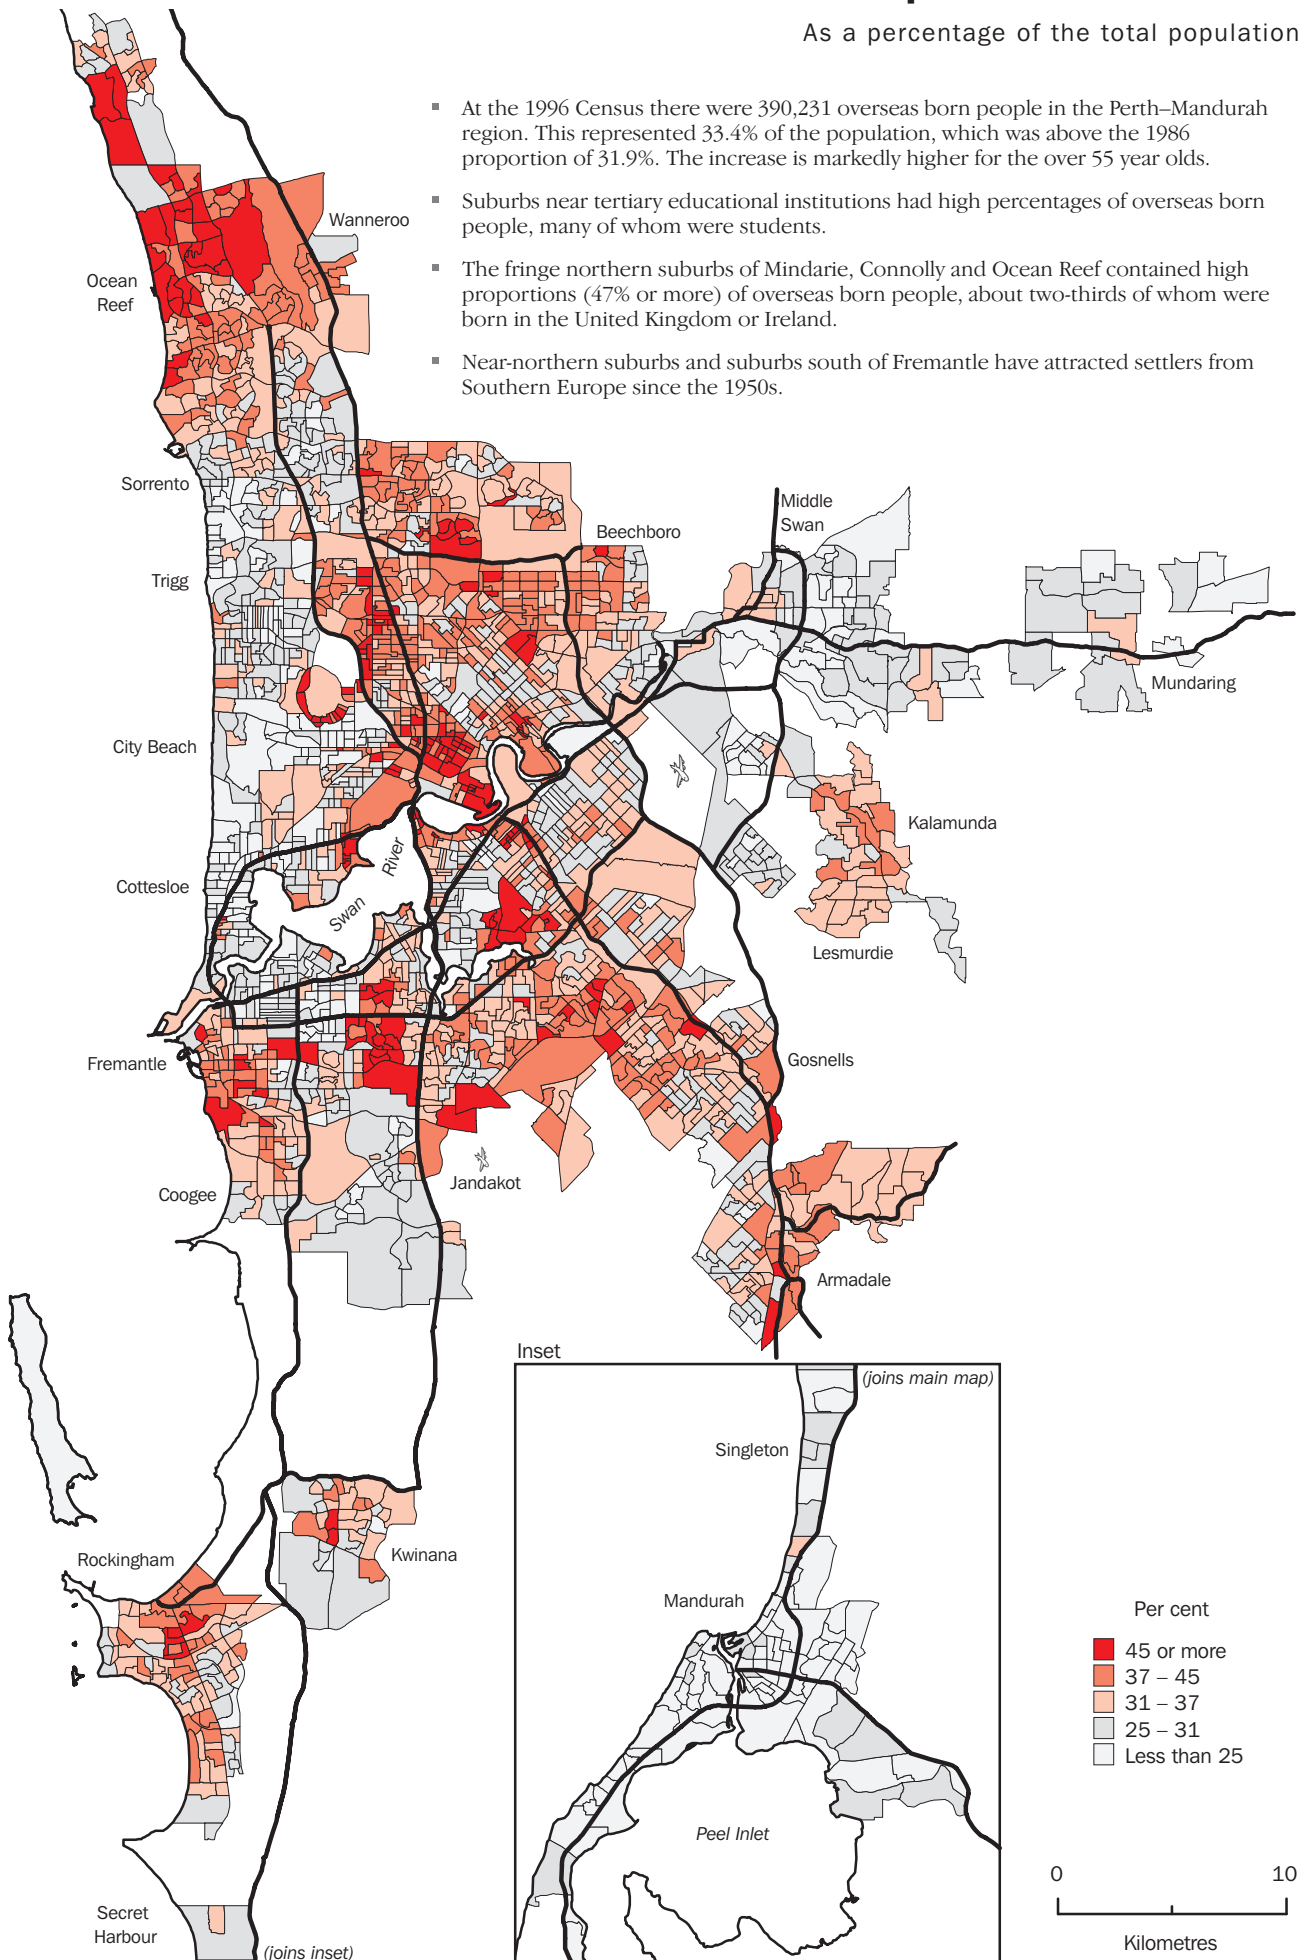 As a percentage of the total population
▪ At the 1996 Census there were 390,231 overseas born people in the Perth–Mandurah
region. This represented 33.4% of the population, which was above the 1986
proportion of 31.9%. The increase is markedly higher for the over 55 year olds.
▪ Suburbs near tertiary educational institutions had high percentages of overseas born
people, many of whom were students.
▪ The fringe northern suburbs of Mindarie, Connolly and Ocean Reef contained high
proportions (47% or more) of overseas born people, about two-thirds of whom were
born in the United Kingdom or Ireland.
▪ Near-northern suburbs and suburbs south of Fremantle have attracted settlers from
Southern Europe since the 1950s.
Wanneroo
Ocean
Reef
Sorrento
Middle
Swan
Beechboro
Trigg
Mundaring
City Beach
Kalamunda
River
Cottesloe
Swan
Lesmurdie
Fremantle
Gosnells
Jandakot
Coogee
Armadale
Inset
(joins main map)
Singleton
Kwinana
Rockingham
Mandurah
Per cent
45 or more
37 – 45
31 – 37
25 – 31
Less than 25
Peel Inlet
0 10
Kilometres
Secret
Harbour
(joins inset)